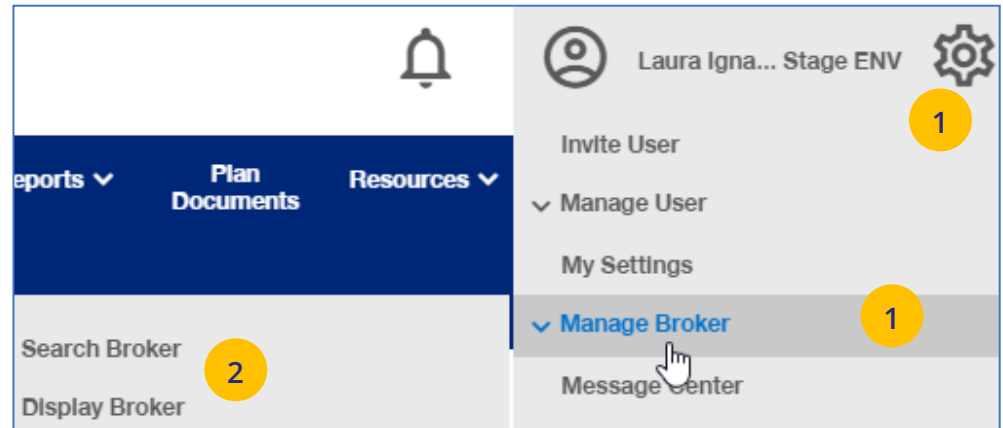 Laura Igna... Stage ENV
1
Invite User
eports
Plan
Documents
Resources
Manage User
My Settings
Manage Broker
1
Search Broker
2
Display Broker
Message Center